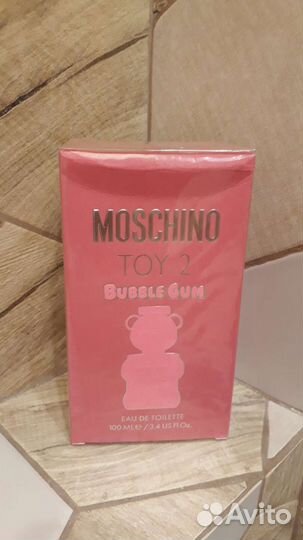 MOSCHINO
TOY 2
BUBBLE GUM
EAU DE TOILETTE
100 ML℮ / 3.4 US Fl.Oz.
Avito